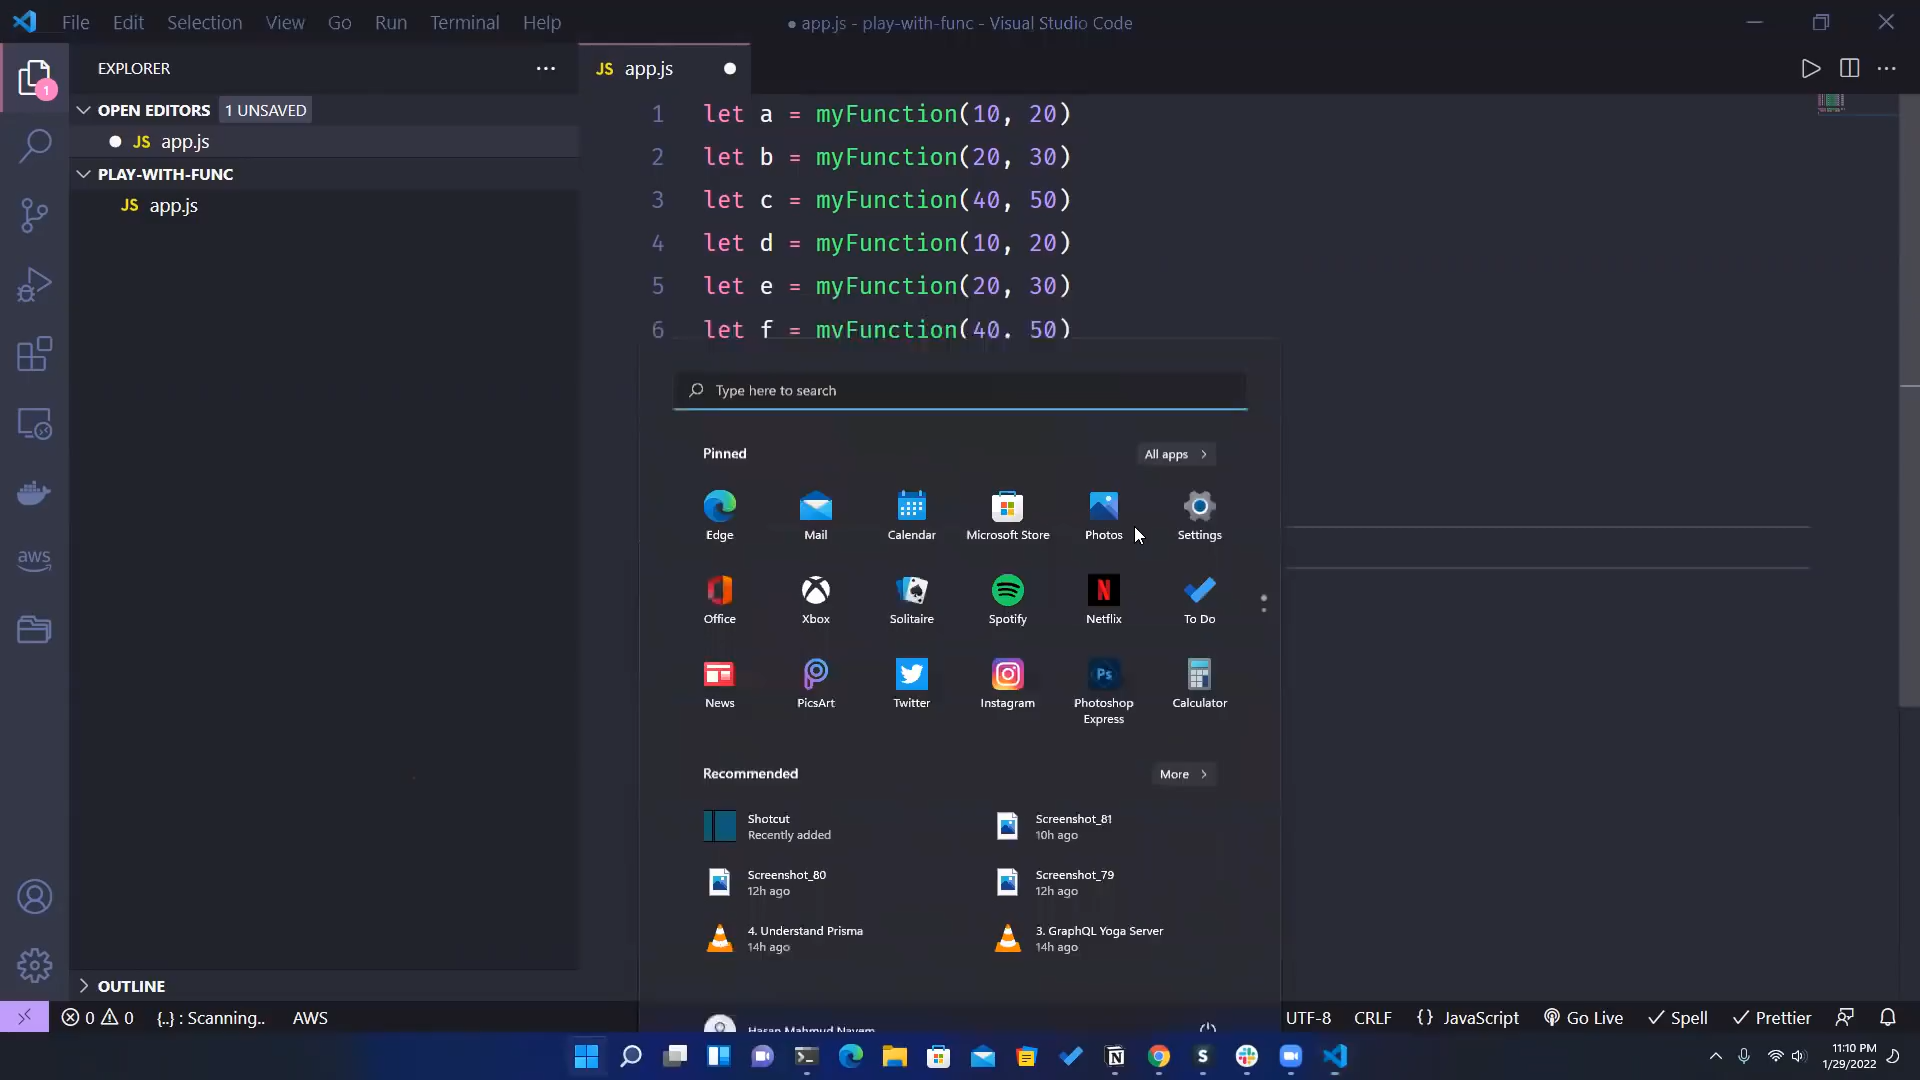 File Edit Selection View Go Run Terminal Help
● app.js - play-with-func - Visual Studio Code
EXPLORER
JS app.js
OPEN EDITORS 1 UNSAVED
JS app.js
PLAY-WITH-FUNC
JS app.js
1
1 let a = myFunction(10, 20)
2 let b = myFunction(20, 30)
3 let c = myFunction(40, 50)
4 let d = myFunction(10, 20)
5 let e = myFunction(20, 30)
6 let f = myFunction(40, 50)
aws
Type here to search
Pinned
All apps
Edge Mail Calendar Microsoft Store Photos Settings
Office Xbox Solitaire Spotify Netflix To Do
Ps
News PicsArt Twitter Instagram Photoshop Express Calculator
Recommended
More
Shotcut
Recently added
Screenshot_81
10h ago
Screenshot_80
12h ago
Screenshot_79
12h ago
4. Understand Prisma
14h ago
3. GraphQL Yoga Server
14h ago
Hasan Mahmud Nayem
OUTLINE
0 0 {..} : Scanning.. AWS
UTF-8 CRLF {} JavaScript Go Live Spell Prettier
11:10 PM
1/29/2022